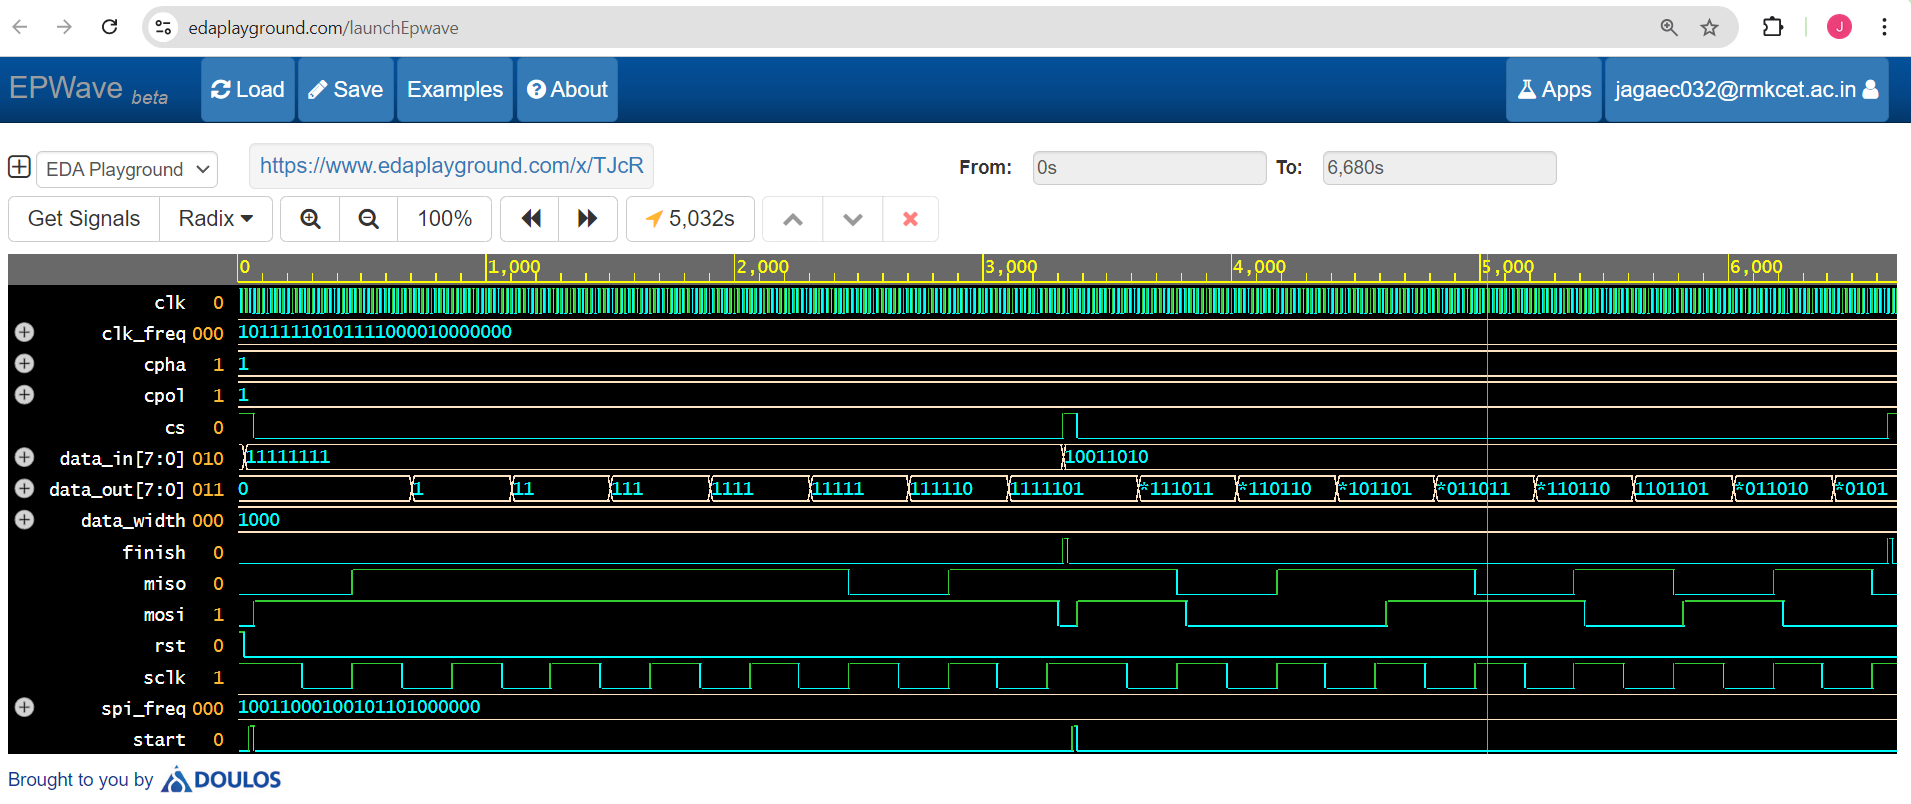 edaplayground.com/launchEpwave
J
EPWave beta Load Save Examples About Apps jagaec032@rmkcet.ac.in
EDA Playground https://www.edaplayground.com/x/TJcR From: 0s To: 6,680s
Get Signals Radix 100% 5,032s
0 1,000 2,000 3,000 4,000 5,000 6,000
clk 0
clk_freq 000 10111110101111000010000000
cpha 1 1
cpol 1 1
cs 0
data_in[7:0] 010 11111111 10011010
data_out[7:0] 011 0 1 11 111 1111 11111 111110 1111101 *111011 *110110 *101101 *011011 *110110 1101101 *011010 *0101
data_width 000 1000
finish 0
miso 0
mosi 1
rst 0
sclk 1
spi_freq 000 10011000100101101000000
start 0
Brought to you by DOULOS